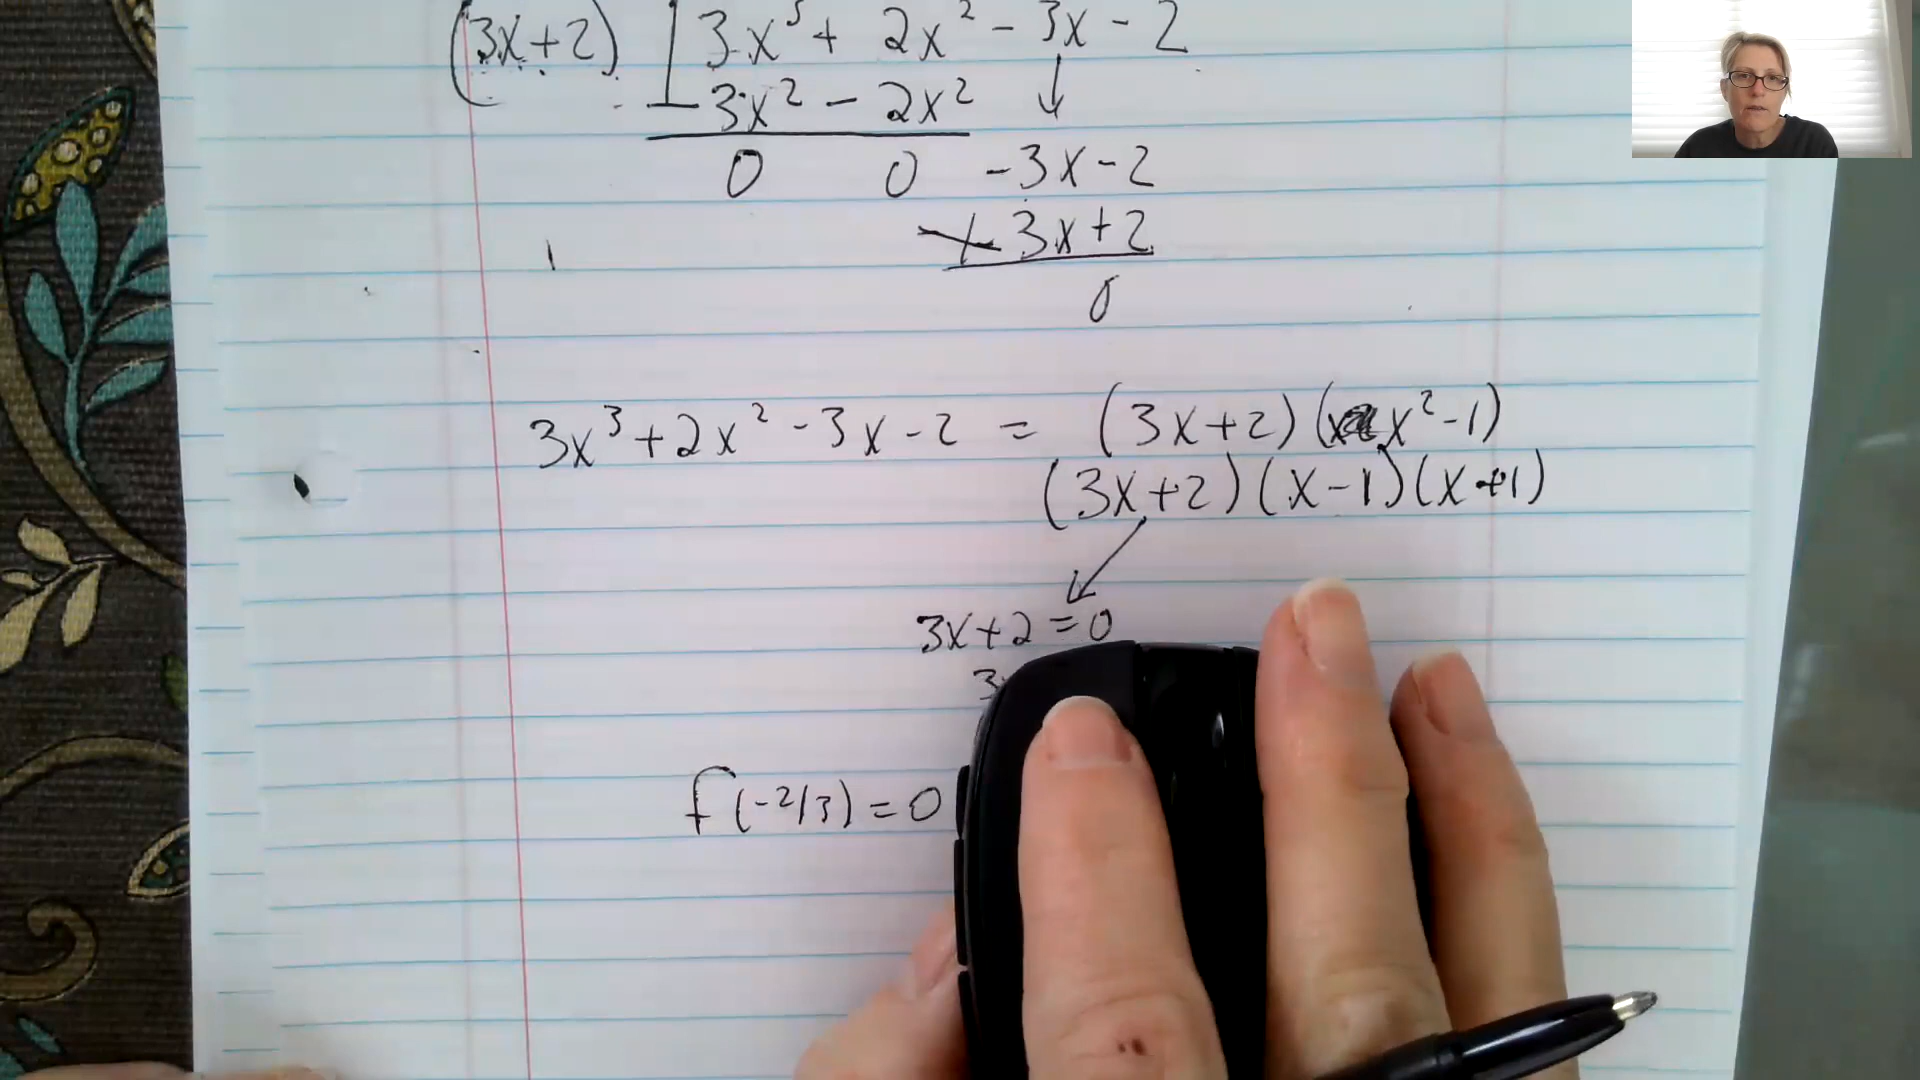 (3x+2) 3x³ + 2x² - 3x - 2
- 3x² - 2x²
0 0 -3x-2
+ 3x+2
0
3x³+2x²-3x-2 = (3x+2)(x x²-1)
(3x+2)(x-1)(x+1)
3x+2=0
3
f(-2/3)=0